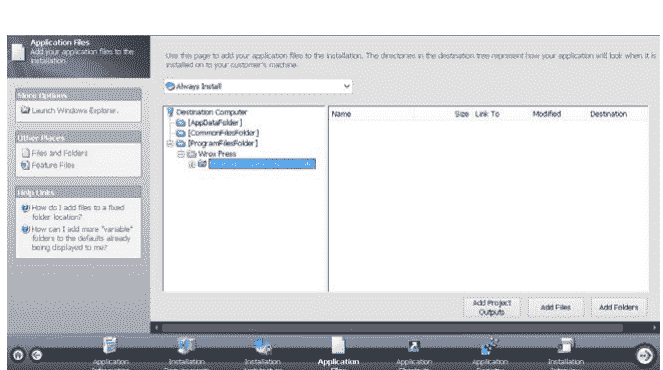 Application Files
Add your application files to the
installation.
Use this page to add your application files to the installation. The directories in the destination tree represent how your application will look when it is
installed on to your customer's machine.
Always Install
More Options
Launch Windows Explorer.
Other Places
Files and Folders
Feature Files
Help Links
How do I add files to a fixed
folder location?
How can I add more "variable"
folders to the defaults already
being displayed to me?
Destination Computer
[AppDataFolder]
[CommonFilesFolder]
[ProgramFilesFolder]
Wrox Press
Name Size Link To Modified Destination
Add Project
Outputs
Add Files
Add Folders
Application Installation Installation Application Application Application Installation